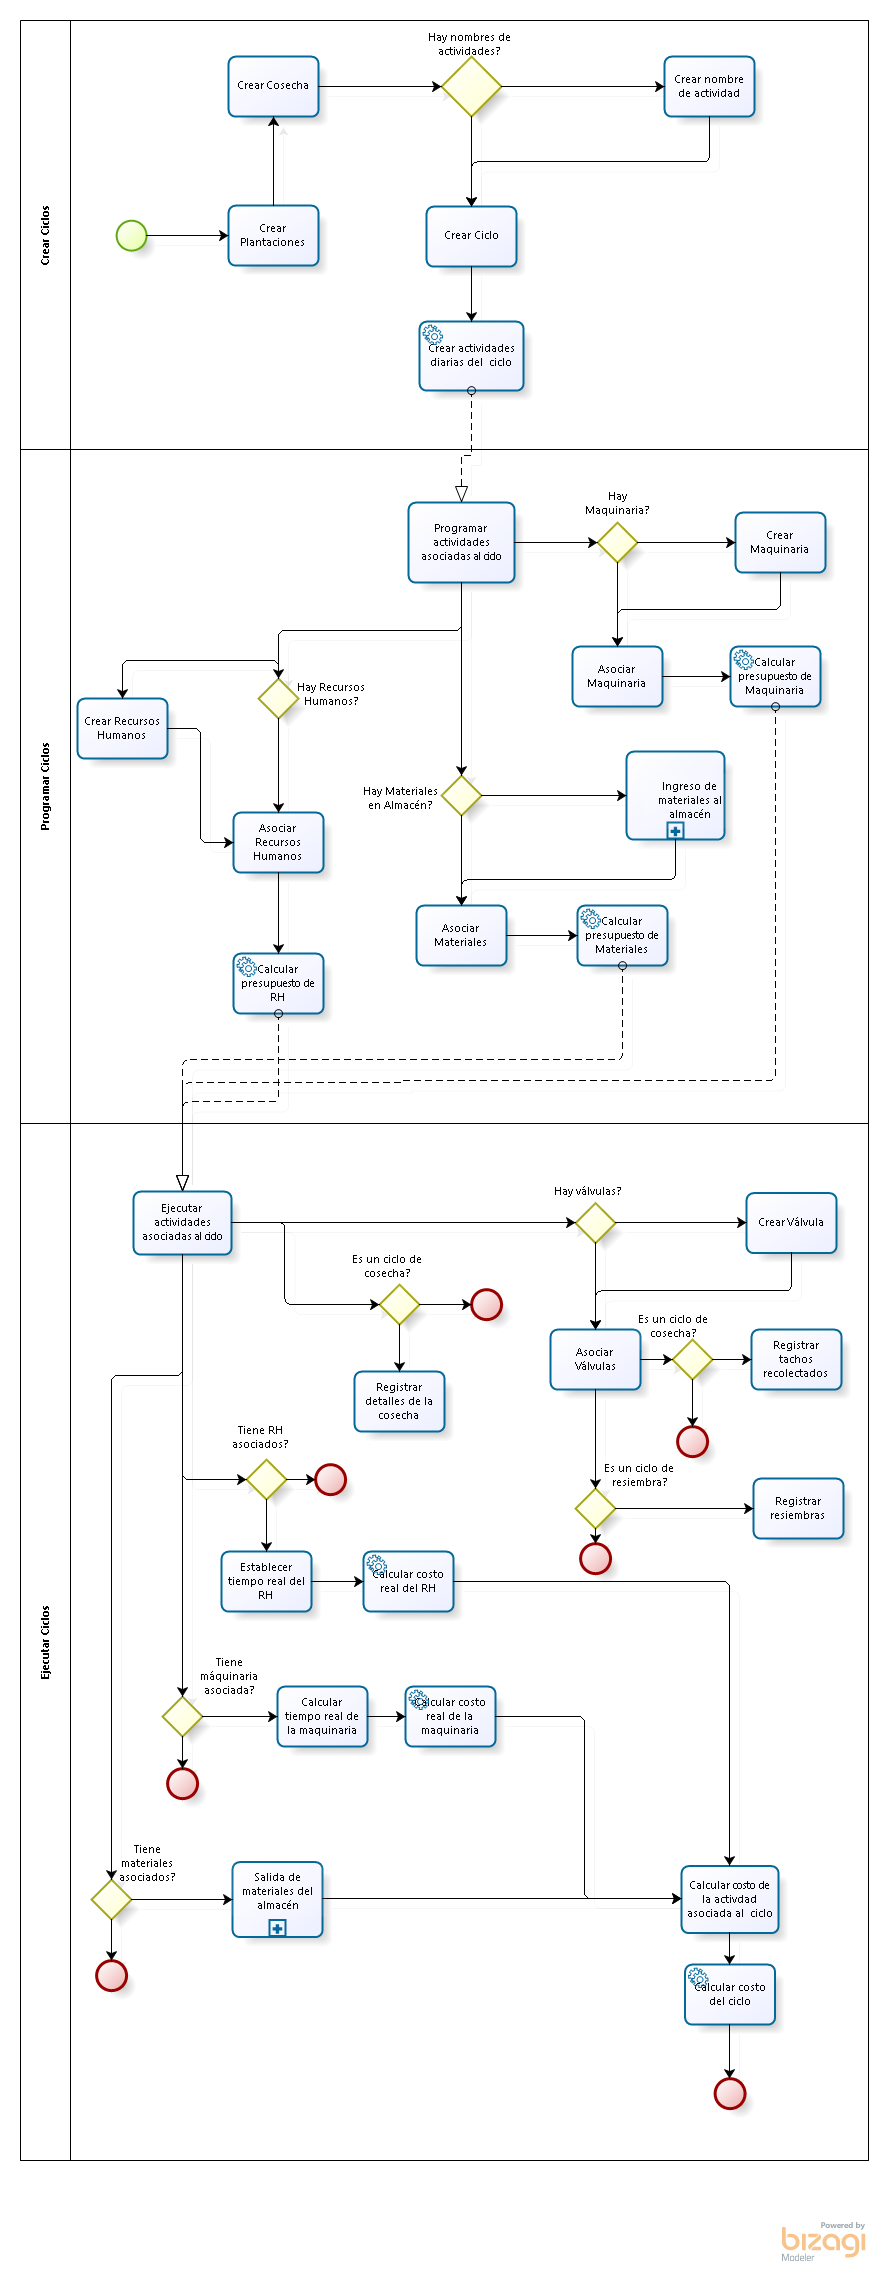 Crear Ciclos
Hay nombres de
actividades?
Crear Cosecha
Crear nombre
de actividad
Crear
Plantaciones
Crear Ciclo
Crear actividades
diarias del ciclo
Programar Ciclos
Programar
actividades
asociadas al ciclo
Hay
Maquinaria?
Crear
Maquinaria
Asociar
Maquinaria
Calcular
presupuesto de
Maquinaria
Hay Recursos
Humanos?
Crear Recursos
Humanos
Asociar
Recursos
Humanos
Calcular
presupuesto de
RH
Hay Materiales
en Almacén?
Ingreso de
materiales al
almacén
Asociar
Materiales
Calcular
presupuesto de
Materiales
Ejecutar Ciclos
Ejecutar
actividades
asociadas al ciclo
Hay válvulas?
Crear Válvula
Es un ciclo de
cosecha?
Registrar
detalles de la
cosecha
Asociar
Válvulas
Es un ciclo de
cosecha?
Registrar
tachos
recolectados
Es un ciclo de
resiembra?
Registrar
resiembras
Tiene RH
asociados?
Establecer
tiempo real del
RH
Calcular costo
real del RH
Tiene
máquinaria
asociada?
Calcular
tiempo real de
la maquinaria
Calcular costo
real de la
maquinaria
Tiene
materiales
asociados?
Salida de
materiales del
almacén
Calcular costo de
la activdad
asociada al ciclo
Calcular costo
del ciclo
Powered by
bizagi
Modeler